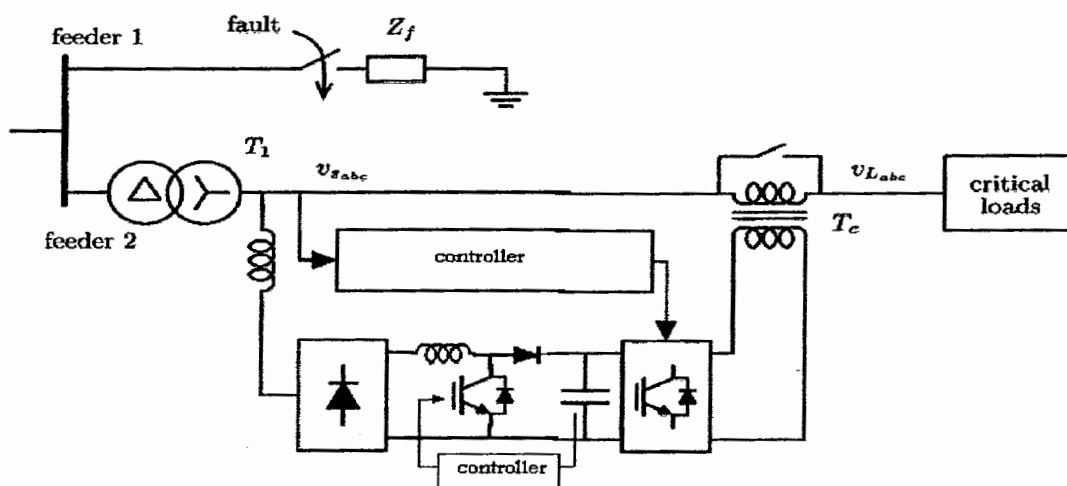 feeder 1
fault
Z_f
T_1
v_{s_{abc}}
v_{L_{abc}}
critical
loads
feeder 2
T_c
controller
controller